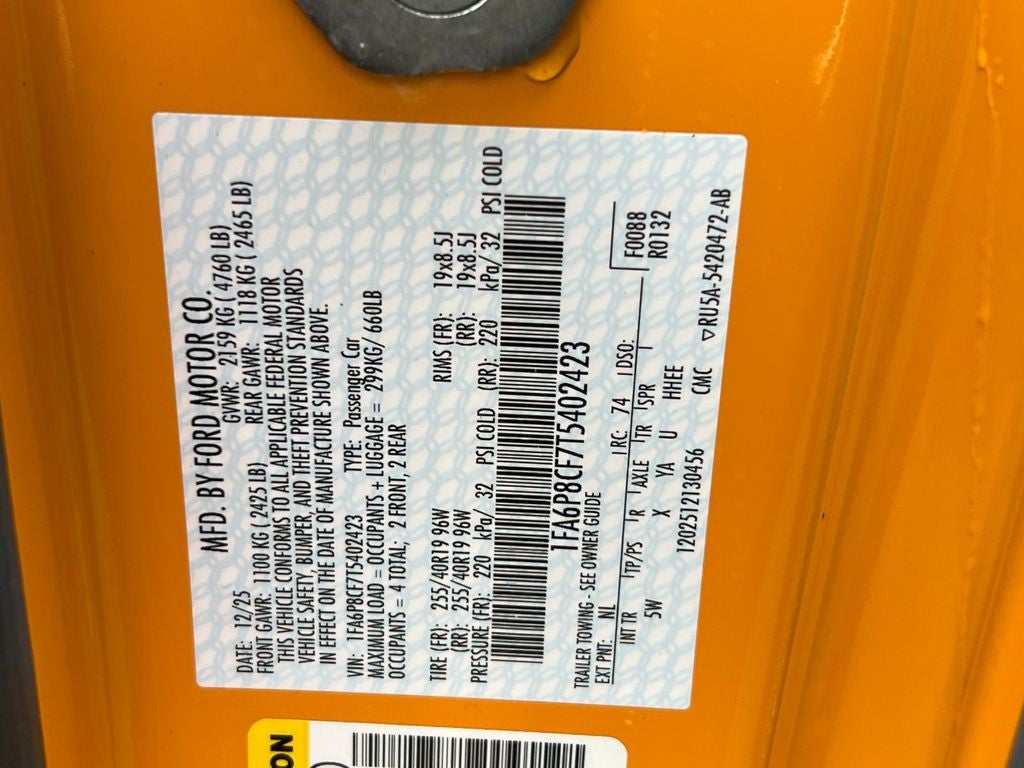 MFD. BY FORD MOTOR CO.
DATE: 12/25 GVWR: 2159 KG ( 4760 LB)
FRONT GAWR: 1100 KG ( 2425 LB) REAR GAWR: 1118 KG ( 2465 LB)
THIS VEHICLE CONFORMS TO ALL APPLICABLE FEDERAL MOTOR
VEHICLE SAFETY, BUMPER, AND THEFT PREVENTION STANDARDS
IN EFFECT ON THE DATE OF MANUFACTURE SHOWN ABOVE.
VIN: 1FA6P8CF7T5402423 TYPE: Passenger Car
MAXIMUM LOAD = OCCUPANTS + LUGGAGE = 299KG/ 660LB
OCCUPANTS = 4 TOTAL; 2 FRONT, 2 REAR
TIRE (FR): 255/40R19 96W RIMS (FR): 19x8.5J
(RR): 255/40R19 96W (RR): 19x8.5J
PRESSURE (FR): 220 kPa/ 32 PSI COLD (RR): 220 kPa/ 32 PSI COLD
1FA6P8CF7T5402423
TRAILER TOWING - SEE OWNER GUIDE F0088
EXT PNT: NL RC: 74 DSO: R0132
INT TR TP/PS R AXLE TR SPR
5W X YA U HHEE
1202512130456 CMC ▽RU5A-5420472-AB
ON